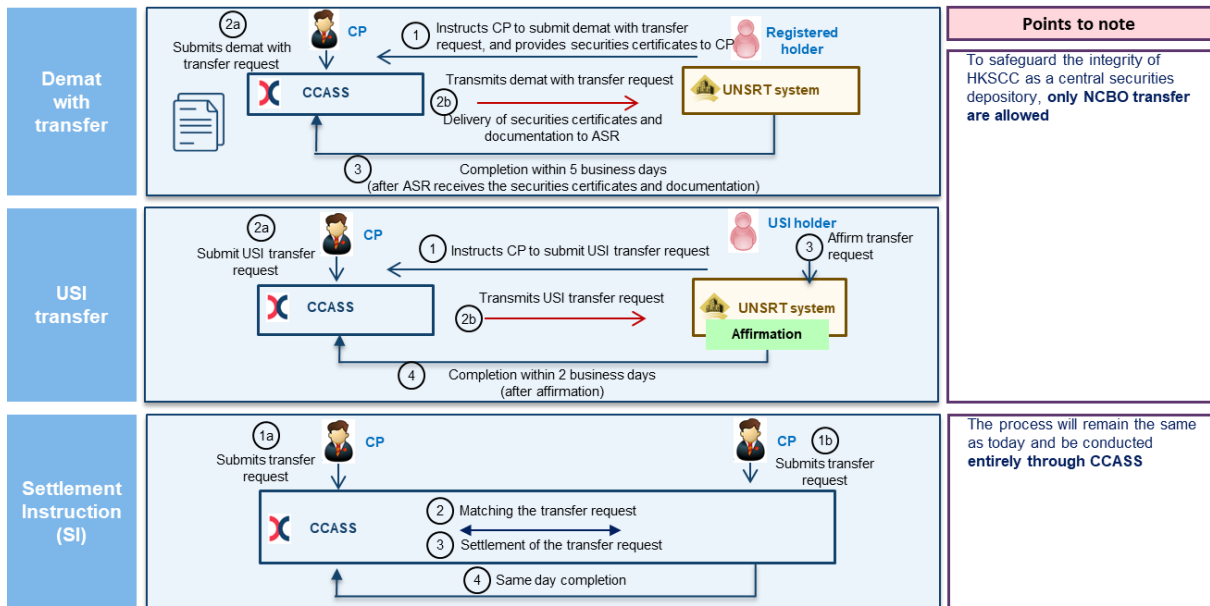 Points to note
Demat
with
transfer
2a
Submits demat with
transfer request
CP
1
Instructs CP to submit demat with transfer
request, and provides securities certificates to CP
Registered
holder
CCASS
Transmits demat with transfer request
2b
Delivery of securities certificates and
documentation to ASR
UNSRT system
3
Completion within 5 business days
(after ASR receives the securities certificates and documentation)
To safeguard the integrity of
HKSCC as a central securities
depository, only NCBO transfer
are allowed
USI
transfer
2a
Submit USI transfer
request
CP
1
Instructs CP to submit USI transfer request
USI holder
3
Affirm transfer
request
CCASS
Transmits USI transfer request
2b
UNSRT system
Affirmation
4
Completion within 2 business days
(after affirmation)
Settlement
Instruction
(SI)
1a
Submits transfer
request
CP
CP
1b
Submits transfer
request
CCASS
2
Matching the transfer request
3
Settlement of the transfer request
4
Same day completion
The process will remain the same
as today and be conducted
entirely through CCASS